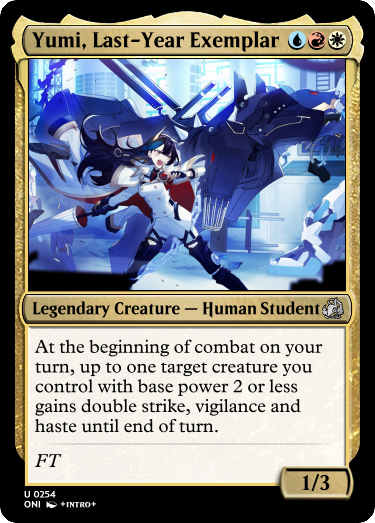 Yumi, Last-Year Exemplar
Legendary Creature — Human Student
At the beginning of combat on your
turn, up to one target creature you
control with base power 2 or less
gains double strike, vigilance and
haste until end of turn.
FT
1/3
U 0254
ONI +INTRO+